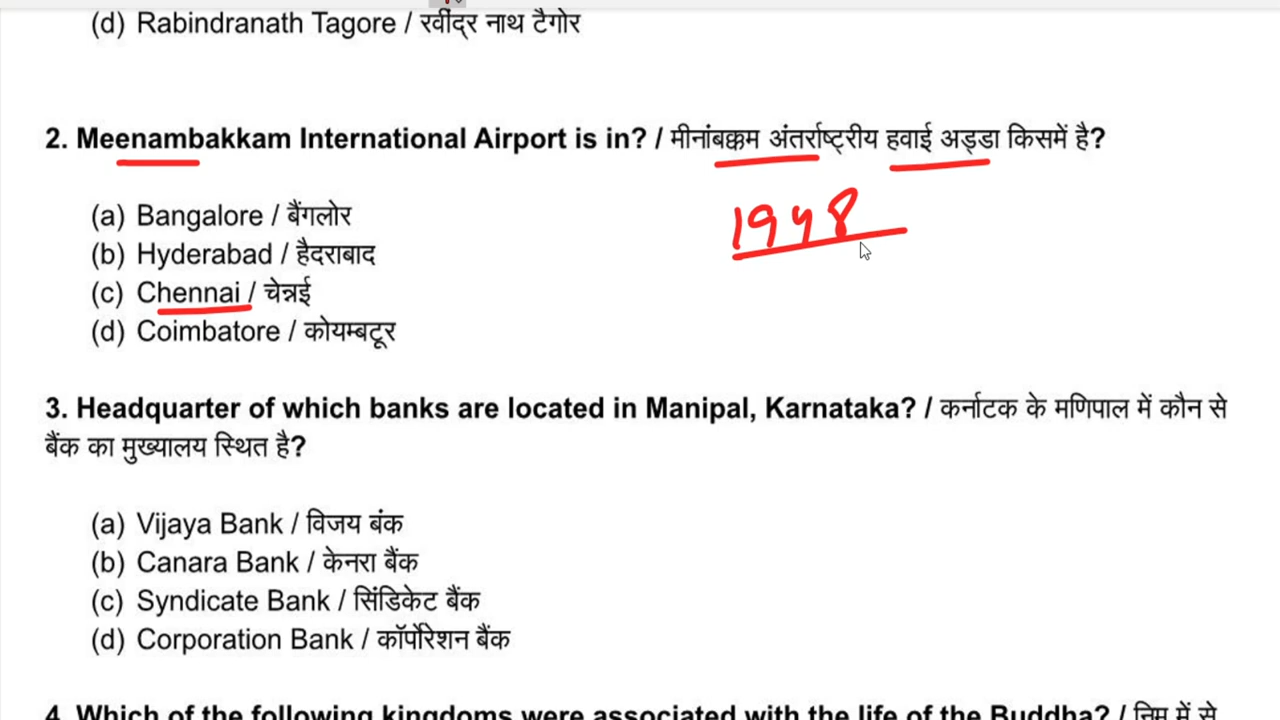 (d) Rabindranath Tagore / रवींद्र नाथ टैगोर
2. Meenambakkam International Airport is in? / मीनांबक्कम अंतर्राष्ट्रीय हवाई अड्डा किसमें है?
(a) Bangalore / बैंगलोर
1948
(b) Hyderabad / हैदराबाद
(c) Chennai / चेन्नई
(d) Coimbatore / कोयम्बटूर
3. Headquarter of which banks are located in Manipal, Karnataka? / कर्नाटक के मणिपाल में कौन से
बैंक का मुख्यालय स्थित है?
(a) Vijaya Bank / विजय बंक
(b) Canara Bank / केनरा बैंक
(c) Syndicate Bank / सिंडिकेट बैंक
(d) Corporation Bank / कॉर्पोरेशन बैंक
4. Which of the following kingdoms were associated with the life of the Buddha? / निम्न में से